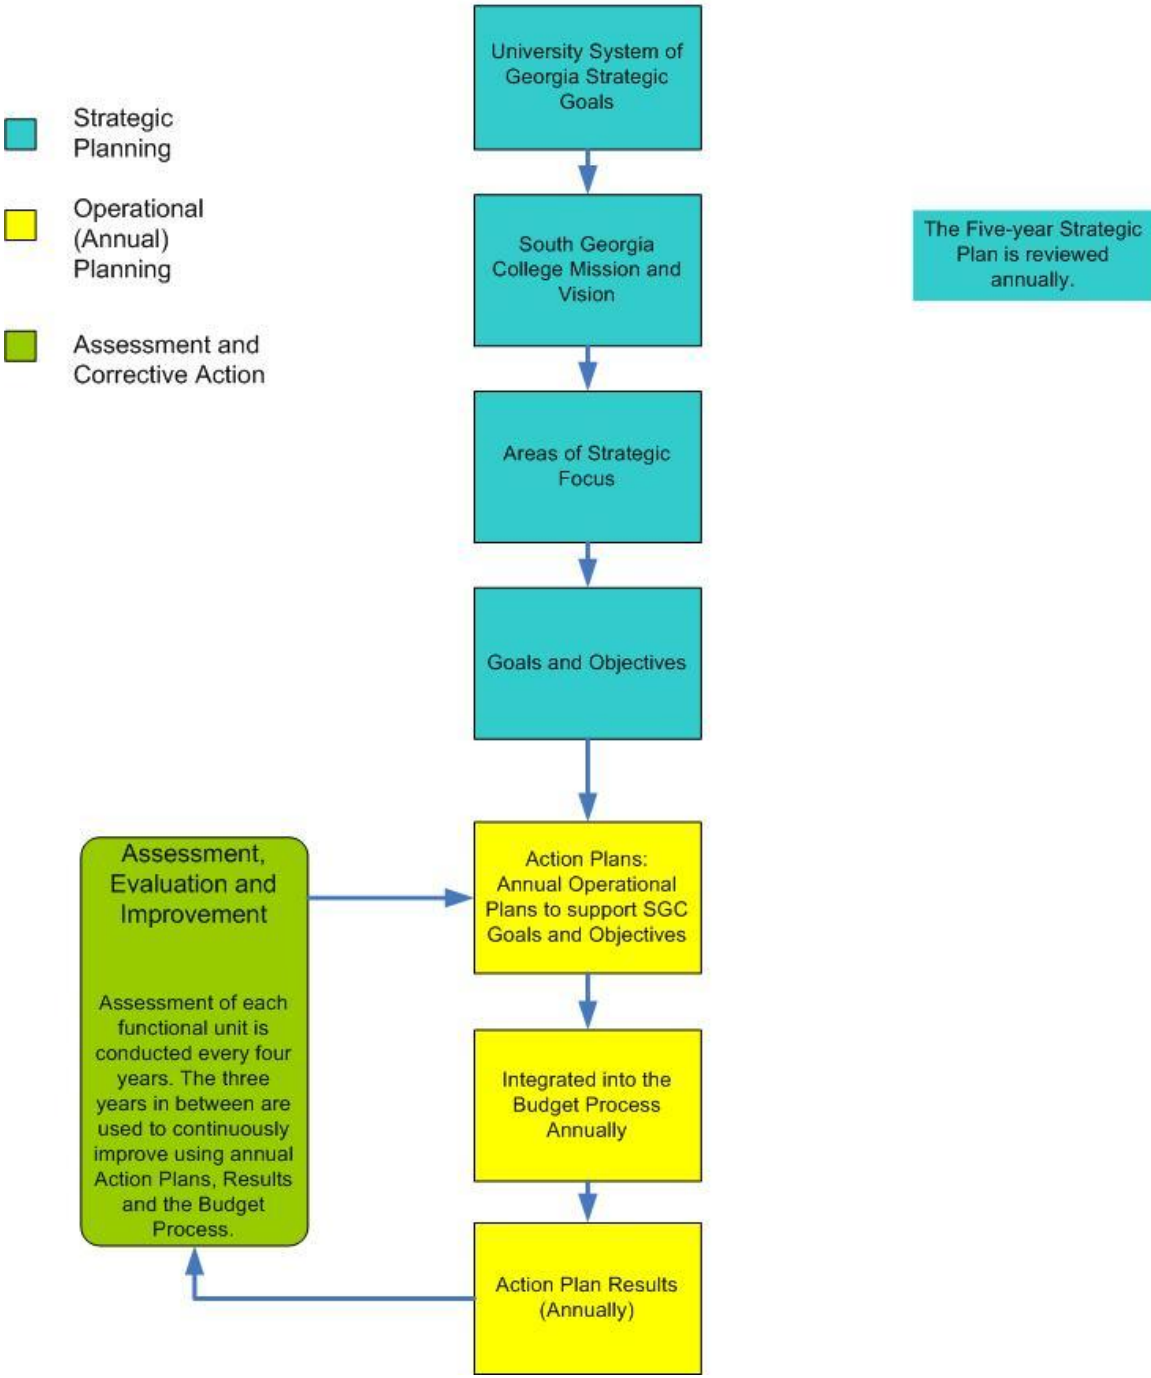 University System of
Georgia Strategic
Goals
Strategic
Planning
Operational
(Annual)
Planning
Assessment and
Corrective Action
South Georgia
College Mission and
Vision
The Five-year Strategic
Plan is reviewed
annually.
Areas of Strategic
Focus
Goals and Objectives
Action Plans:
Annual Operational
Plans to support SGC
Goals and Objectives
Integrated into the
Budget Process
Annually
Action Plan Results
(Annually)
Assessment,
Evaluation and
Improvement
Assessment of each
functional unit is
conducted every four
years. The three
years in between are
used to continuously
improve using annual
Action Plans, Results
and the Budget
Process.